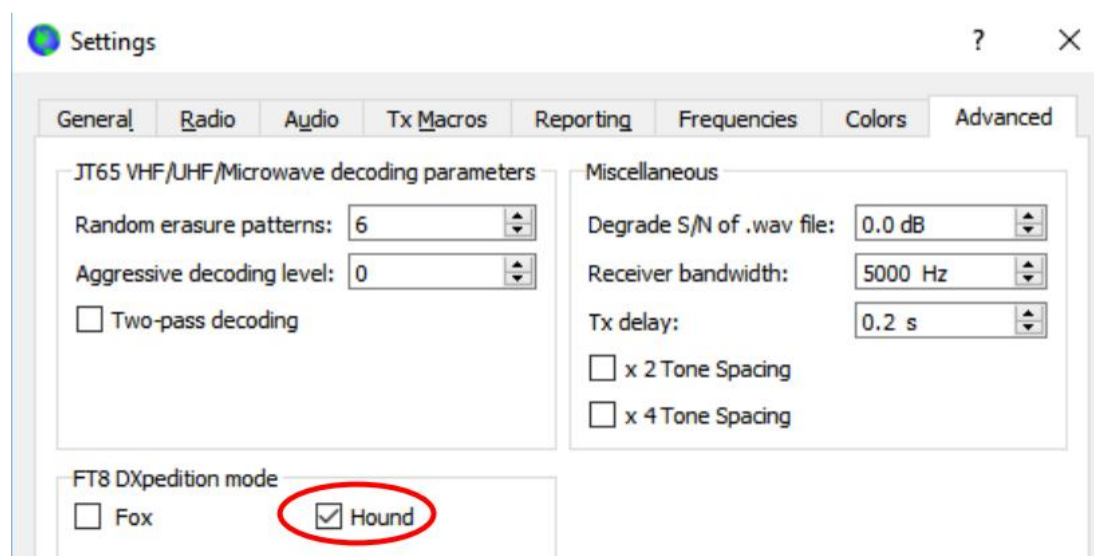 Settings
?
General Radio Audio Tx Macros Reporting Frequencies Colors Advanced
JT65 VHF/UHF/Microwave decoding parameters
Random erasure patterns: 6
Aggressive decoding level: 0
Two-pass decoding
Miscellaneous
Degrade S/N of .wav file: 0.0 dB
Receiver bandwidth: 5000 Hz
Tx delay: 0.2 s
x 2 Tone Spacing
x 4 Tone Spacing
FT8 DXpedition mode
Fox Hound